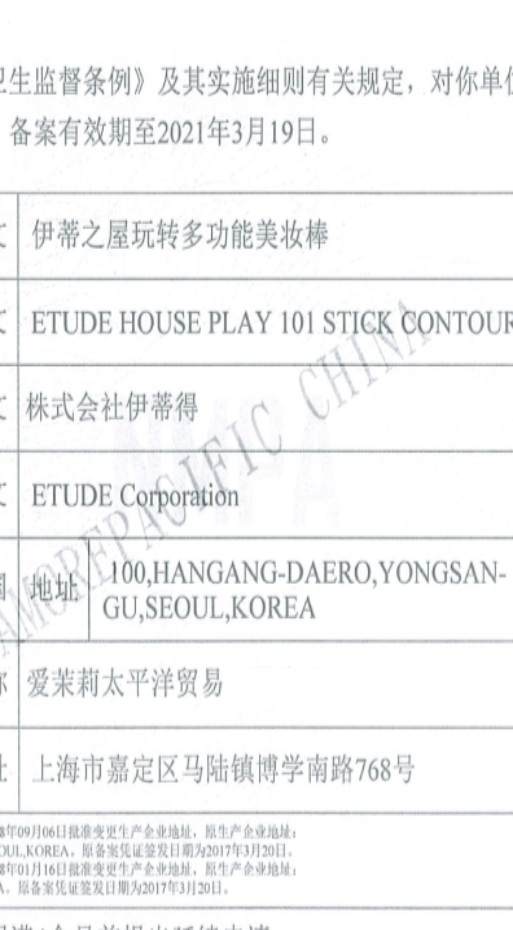 生监督条例》及其实施细则有关规定，对你单位
备案有效期至2021年3月19日。
伊蒂之屋玩转多功能美妆棒
ETUDE HOUSE PLAY 101 STICK CONTOUR
株式会社伊蒂得
ETUDE Corporation
地址
100,HANGANG-DAERO,YONGSAN-
GU,SEOUL,KOREA
爱茉莉太平洋贸易
上海市嘉定区马陆镇博学南路768号
8年09月06日批准变更生产企业地址，原生产企业地址：
OUL,KOREA。原备案凭证签发日期为2017年3月20日。
8年01月16日批准变更生产企业地址，原生产企业地址：
A。原备案凭证签发日期为2017年3月20日。
AMOREPACIFIC CHINA